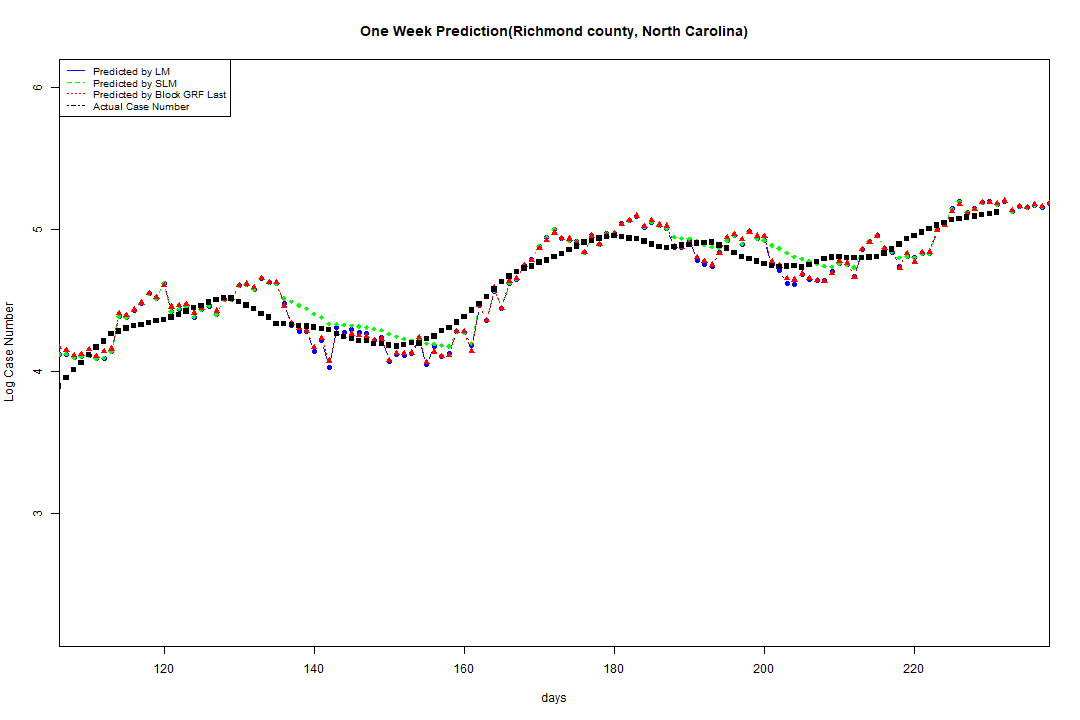 One Week Prediction(Richmond county, North Carolina)
Predicted by LM
Predicted by SLM
Predicted by Block GRF Last
Actual Case Number
6
5
4
3
Log Case Number
120 140 160 180 200 220
days